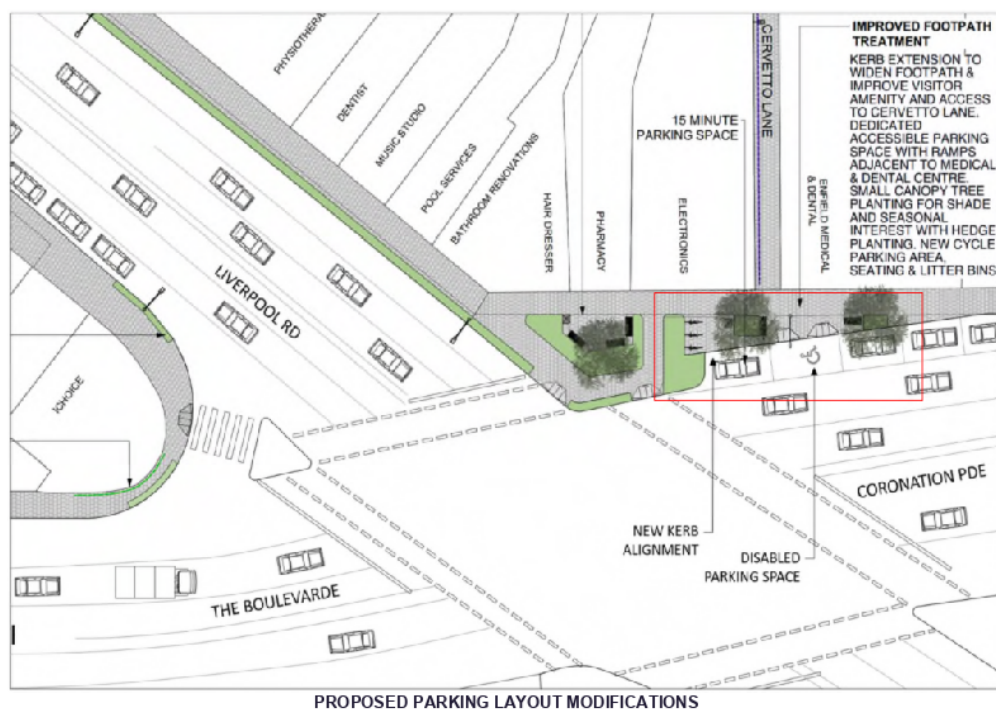 PHYSIOTHERA
DENTIST
MUSIC STUDIO
POOL SERVICES
BATHROOM RENOVATIONS
HAIR DRESSER
PHARMACY
ELECTRONICS
15 MINUTE
PARKING SPACE
CERVETTO LANE
ENFIELD MEDICAL
& DENTAL
IMPROVED FOOTPATH
TREATMENT
KERB EXTENSION TO
WIDEN FOOTPATH &
IMPROVE VISITOR
AMENITY AND ACCESS
TO CERVETTO LANE.
DEDICATED
ACCESSIBLE PARKING
SPACE WITH RAMPS
ADJACENT TO MEDICAL
& DENTAL CENTRE.
SMALL CANOPY TREE
PLANTING FOR SHADE
AND SEASONAL
INTEREST WITH HEDGE
PLANTING. NEW CYCLE
PARKING AREA,
SEATING & LITTER BINS
LIVERPOOL RD
CHOICE
CORONATION PDE
NEW KERB
ALIGNMENT
DISABLED
PARKING SPACE
THE BOULEVARDE
PROPOSED PARKING LAYOUT MODIFICATIONS